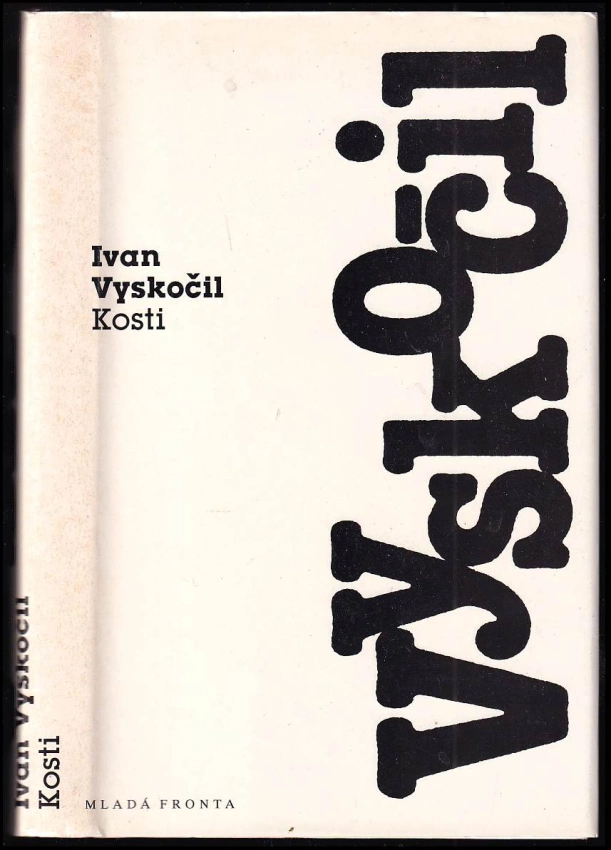 Ivan
Vyskočil
Kosti
Vyskočil
MLADÁ FRONTA
Ivan Vyskočil
Kosti